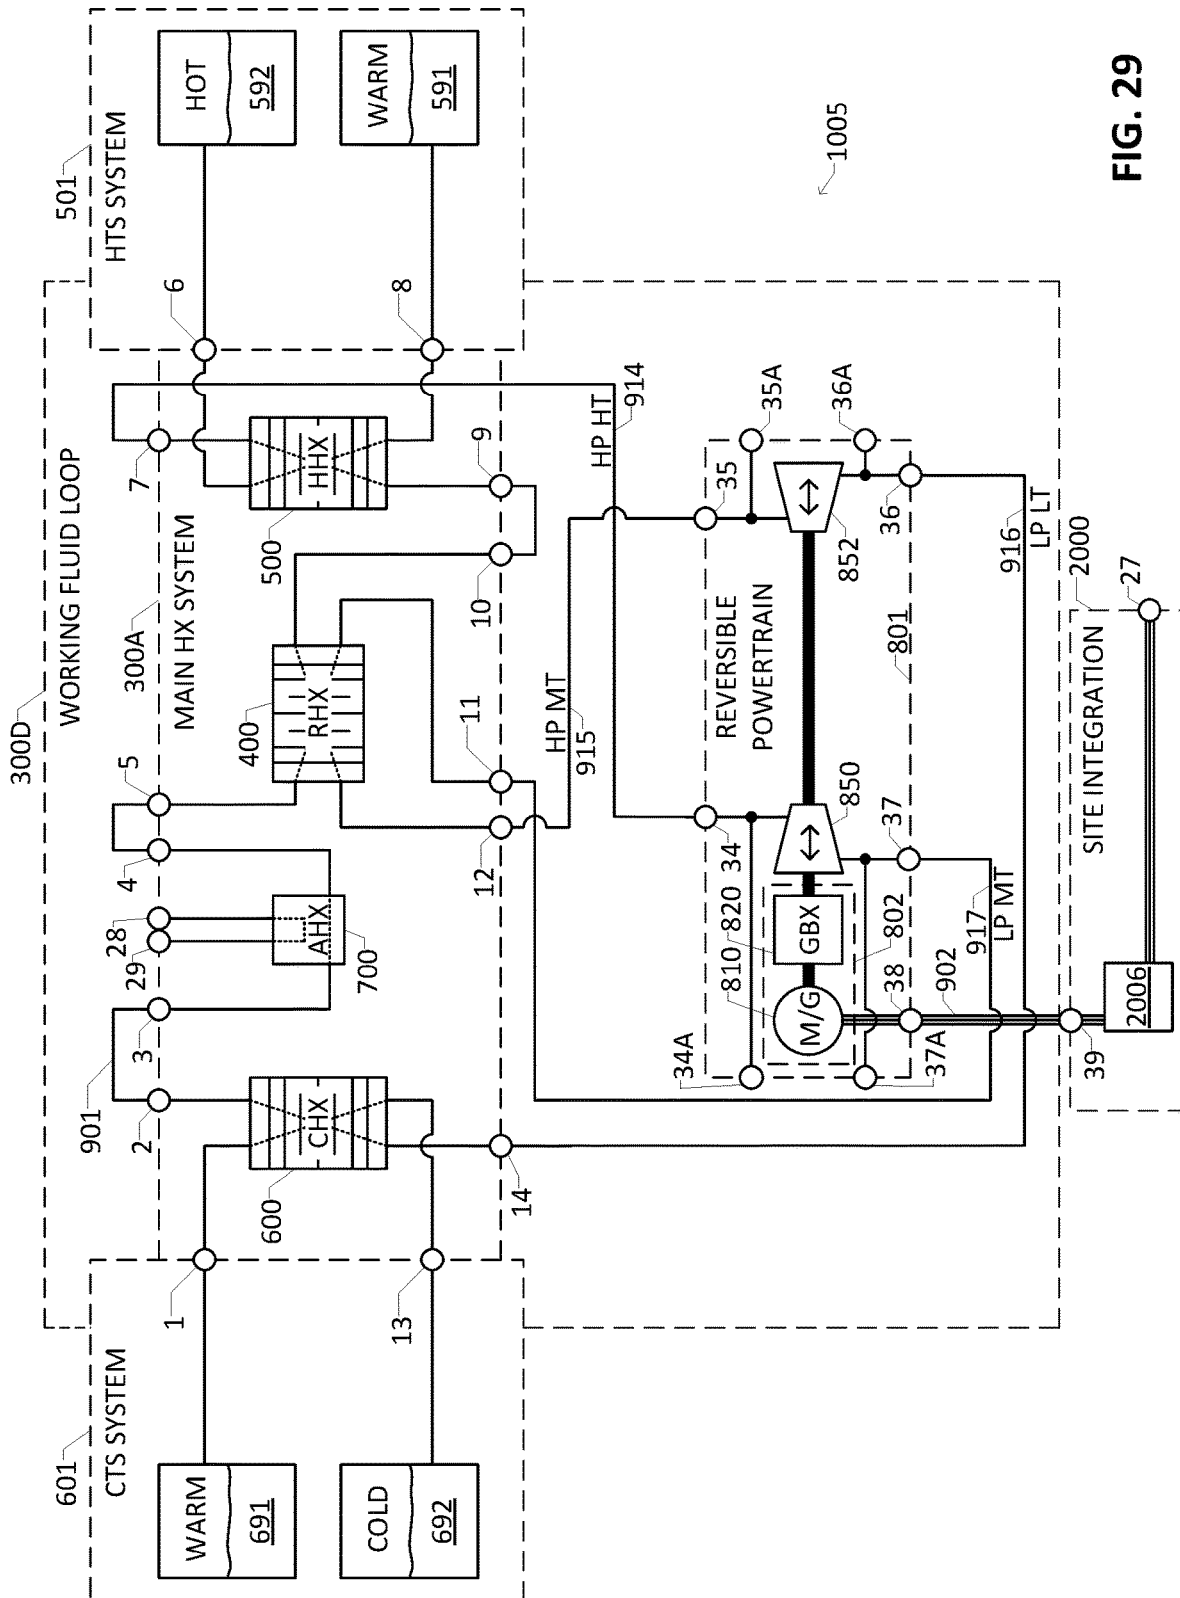 300D
WORKING FLUID LOOP
601
CTS SYSTEM
501
HTS SYSTEM
300A
MAIN HX SYSTEM
WARM
691
COLD
692
HOT
592
WARM
591
1
13
901
2
3
29
28
4
5
7
6
8
CHX
600
AHX
700
400
RHX
HHX
500
14
12
11
10
9
HP MT
915
HP HT
914
34A
34
35
35A
REVERSIBLE
POWERTRAIN
810
820
M/G
GBX
802
850
852
37A
38
37
36
36A
902
917
LP MT
801
916
LP LT
39
SITE INTEGRATION
2000
2006
27
1005
FIG. 29